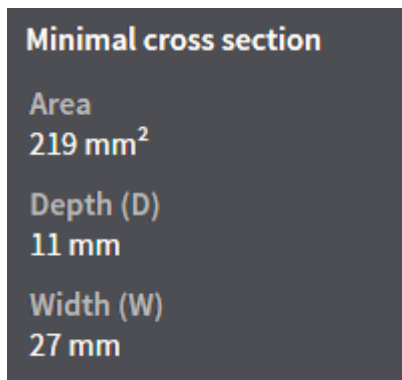 Minimal cross section
Area
219 mm²
Depth (D)
11 mm
Width (W)
27 mm